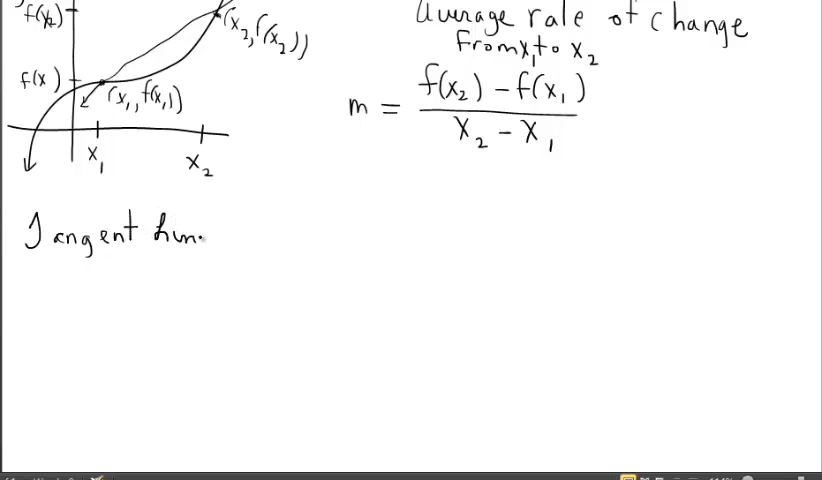 f(x2)
(x2, f(x2))
f(x)
(x1, f(x1)
x1
x2
Average rate of change
From x1 to x2
m = f(x2) - f(x1)
x2 - x1
Tangent Lin